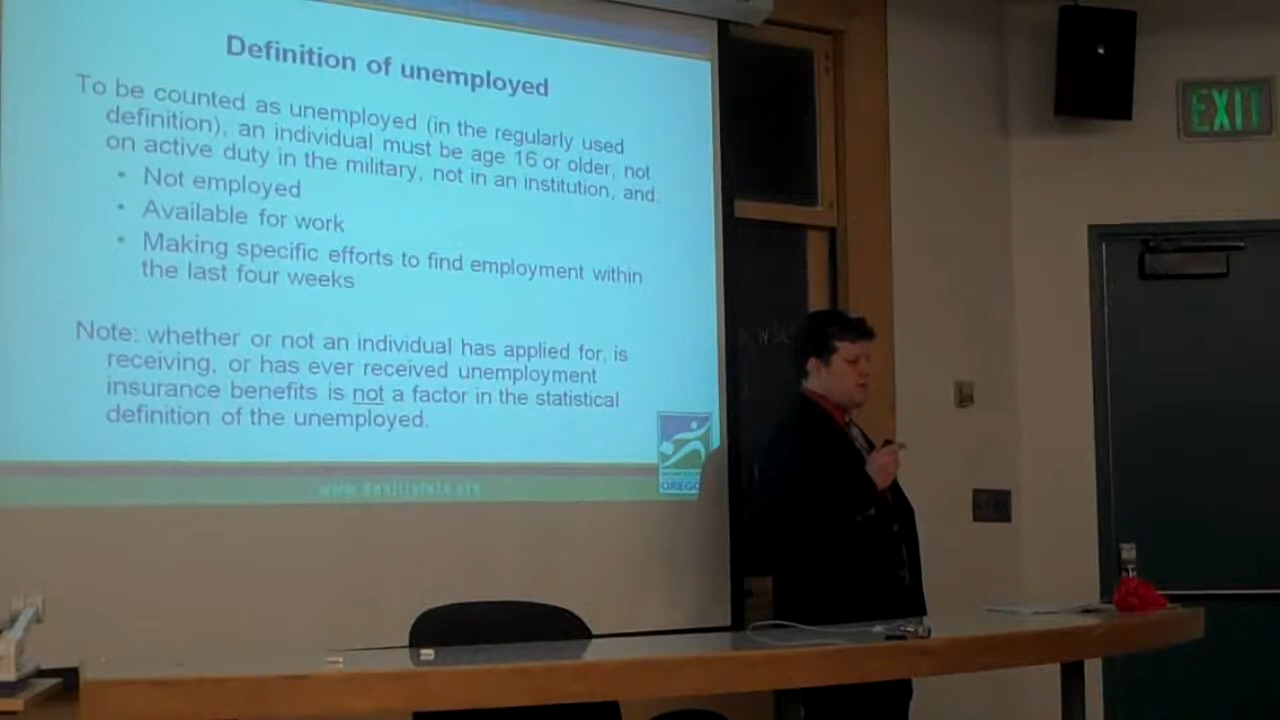 Definition of unemployed
To be counted as unemployed (in the regularly used
definition), an individual must be age 16 or older, not
on active duty in the military, not in an institution, and:
• Not employed
• Available for work
• Making specific efforts to find employment within
the last four weeks
Note: whether or not an individual has applied for, is
receiving, or has ever received unemployment
insurance benefits is not a factor in the statistical
definition of the unemployed.
EXIT